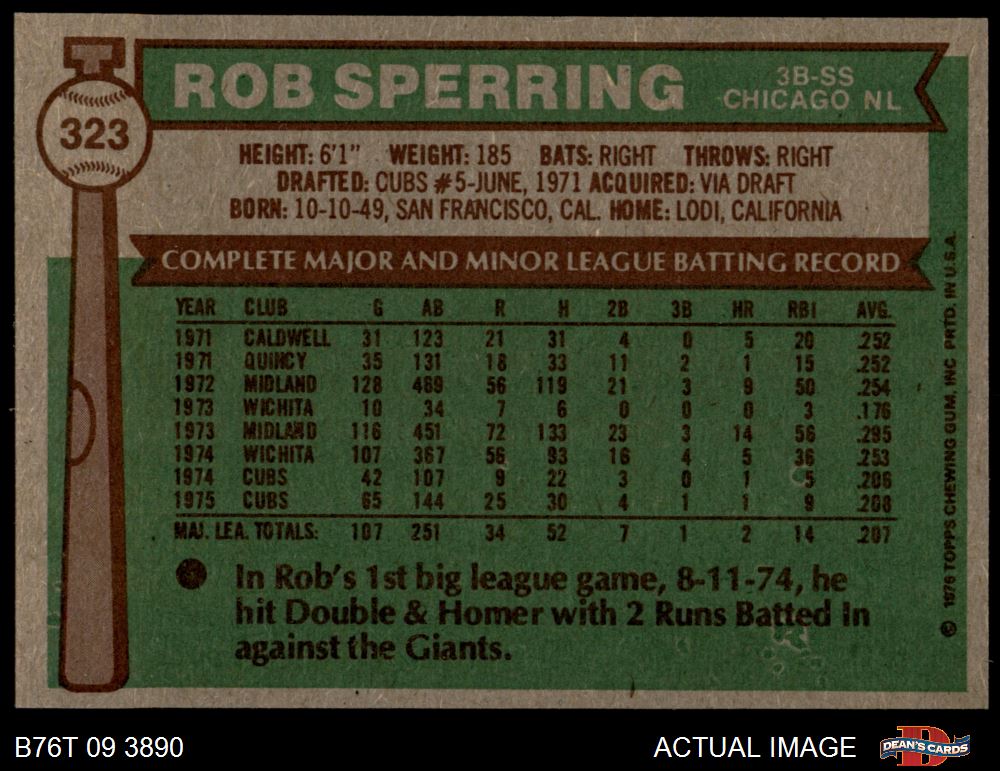 323
ROB SPERRING
3B-SS
CHICAGO NL
HEIGHT: 6'1" WEIGHT: 185 BATS: RIGHT THROWS: RIGHT
DRAFTED: CUBS #5-JUNE, 1971 ACQUIRED: VIA DRAFT
BORN: 10-10-49, SAN FRANCISCO, CAL. HOME: LODI, CALIFORNIA
COMPLETE MAJOR AND MINOR LEAGUE BATTING RECORD
YEAR CLUB G AB R H 2B 3B HR RBI AVG.
1971 CALDWELL 31 123 21 31 4 0 5 20 .252
1971 QUINCY 35 131 18 33 11 2 1 15 .252
1972 MIDLAND 128 469 56 119 21 3 9 50 .254
1973 WICHITA 10 34 7 6 0 0 0 3 .176
1973 MIDLAND 116 451 72 133 23 3 14 56 .295
1974 WICHITA 107 367 56 93 16 4 5 36 .253
1974 CUBS 42 107 9 22 3 0 1 5 .206
1975 CUBS 65 144 25 30 4 1 1 9 .208
MAJ. LEA. TOTALS: 107 251 34 52 7 1 2 14 .207
In Rob's 1st big league game, 8-11-74, he
hit Double & Homer with 2 Runs Batted In
against the Giants.
© 1976 TOPPS CHEWING GUM, INC PRTD. IN U.S.A.
B76T 09 3890
ACTUAL IMAGE
DEAN'S CARDS